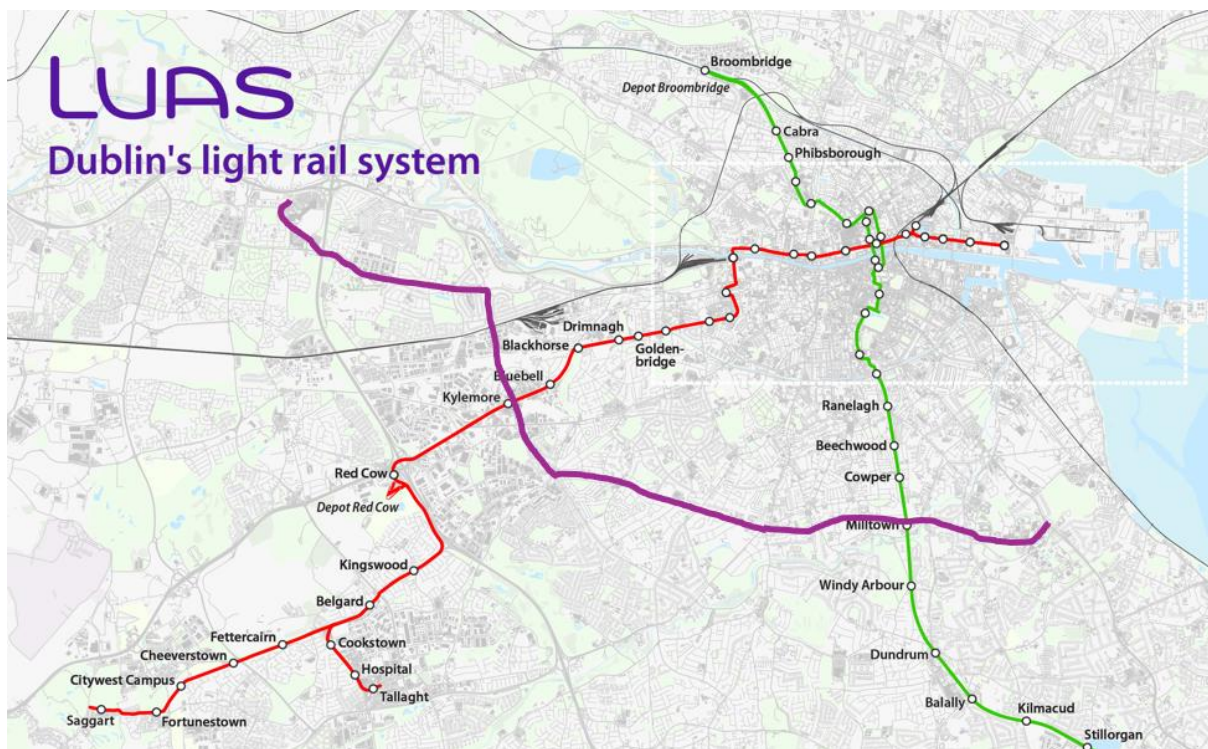 LUAS
Dublin's light rail system
Broombridge
Depot Broombridge
Cabra
Phibsborough
Drimnagh
Blackhorse
Golden-
bridge
Bluebell
Kylemore
Ranelagh
Beechwood
Red Cow
Cowper
Depot Red Cow
Milltown
Kingswood
Windy Arbour
Belgard
Fettercairn
Cookstown
Cheeverstown
Dundrum
Hospital
Citywest Campus
Tallaght
Balally
Kilmacud
Saggart
Fortunestown
Stillorgan